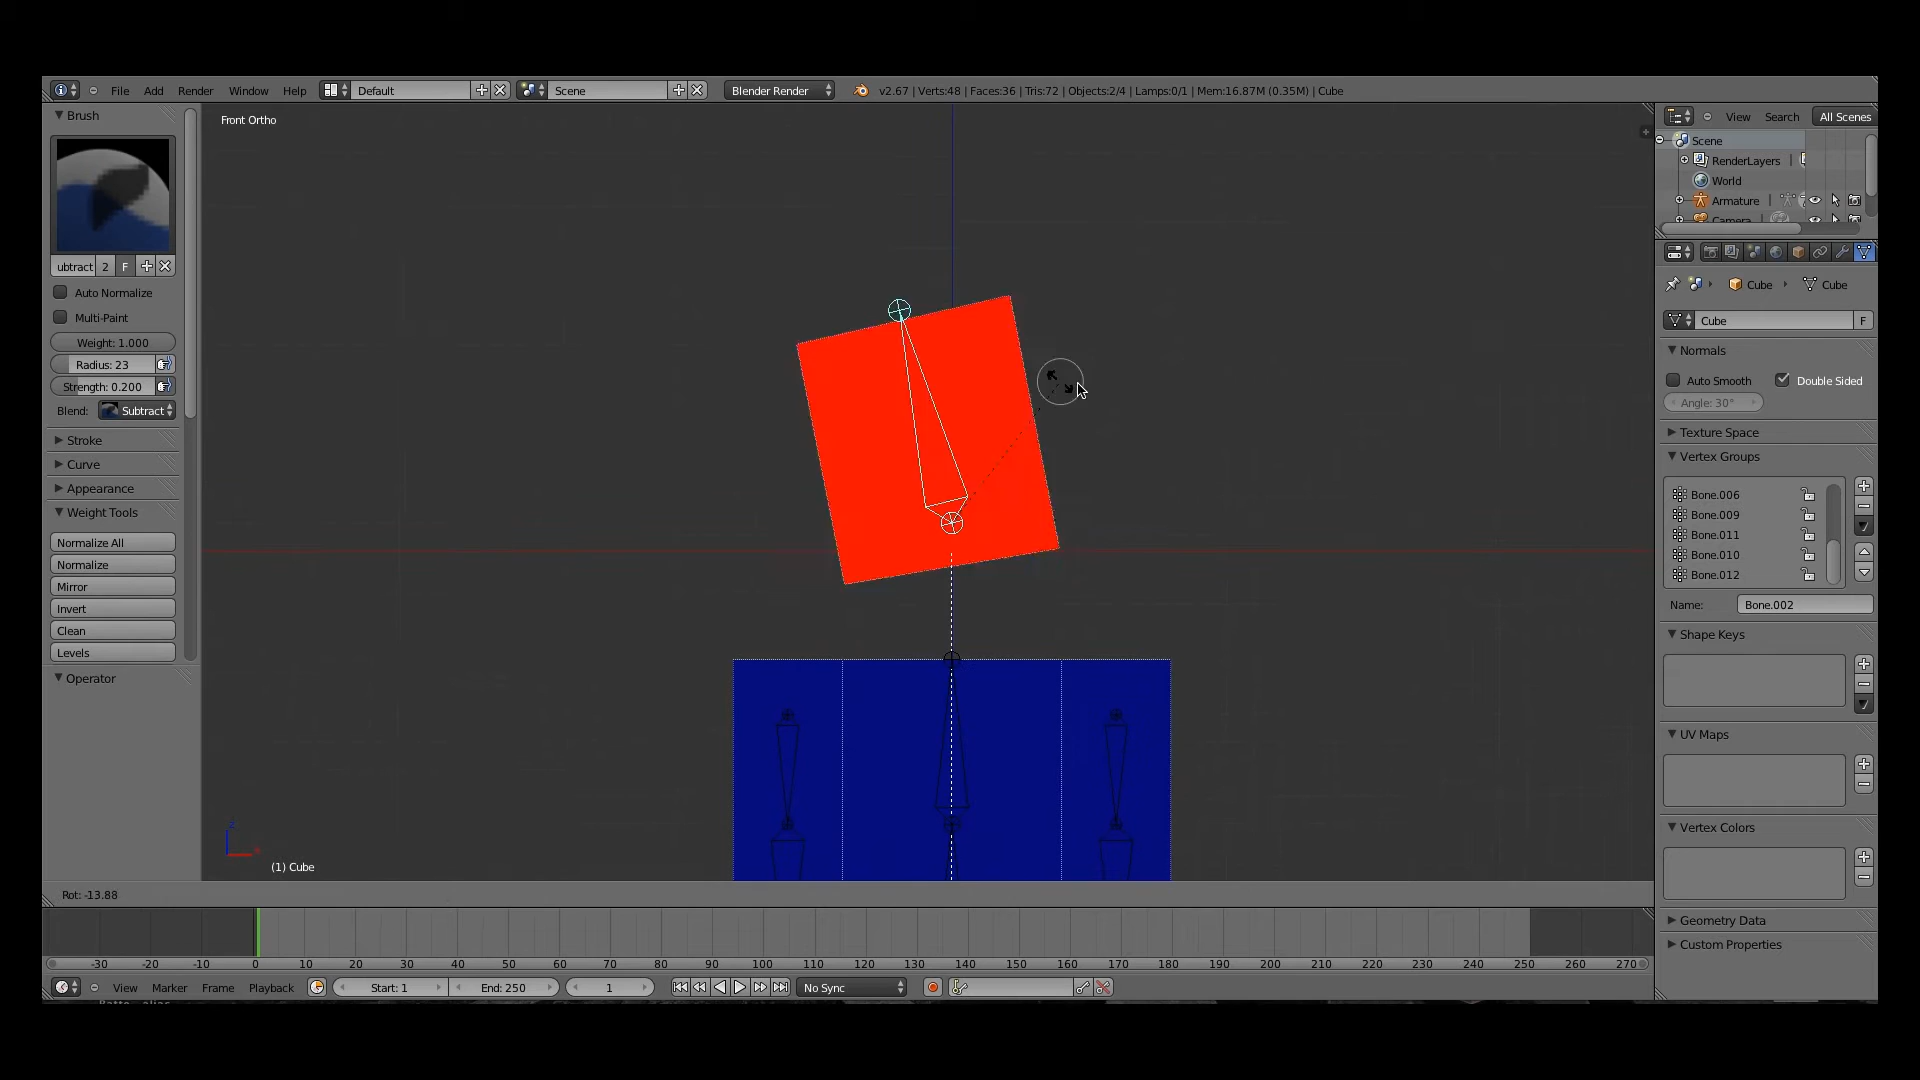 File Add Render Window Help Default Scene Blender Render v2.67 | Verts:48 | Faces:36 | Tris:72 | Objects:2/4 | Lamps:0/1 | Mem:16.87M (0.35M) | Cube
Brush
ubtract 2 F
Auto Normalize
Multi-Paint
Weight: 1.000
Radius: 23
Strength: 0.200
Blend: Subtract
Stroke
Curve
Appearance
Weight Tools
Normalize All
Normalize
Mirror
Invert
Clean
Levels
Operator
Front Ortho
z
(1) Cube
Rot: -13.88
View Search All Scenes
Scene
RenderLayers
World
Armature
Camera
Cube Cube
Cube F
Normals
Auto Smooth Double Sided
Angle: 30°
Texture Space
Vertex Groups
Bone.006
Bone.009
Bone.011
Bone.010
Bone.012
Name: Bone.002
Shape Keys
UV Maps
Vertex Colors
Geometry Data
Custom Properties
-30 -20 -10 0 10 20 30 40 50 60 70 80 90 100 110 120 130 140 150 160 170 180 190 200 210 220 230 240 250 260 270
View Marker Frame Playback Start: 1 End: 250 1 No Sync